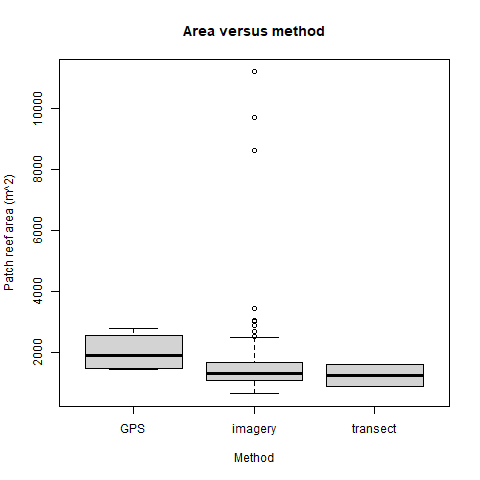 Area versus method
Patch reef area (m^2)
10000
8000
6000
4000
2000
GPS
imagery
transect
Method